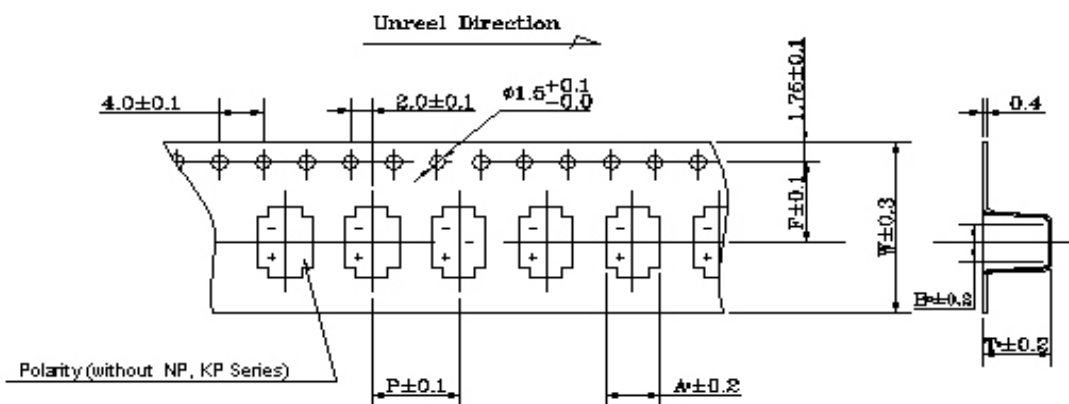 Unreel Direction
4.0±0.1
2.0±0.1
φ1.5+0.1
-0.0
1.75±0.1
0.4
F±0.1
W±0.3
- - - - - -
+ + + + +
B±0.2
T±0.2
Polarity (without NP, KP Series)
P±0.1
A±0.2